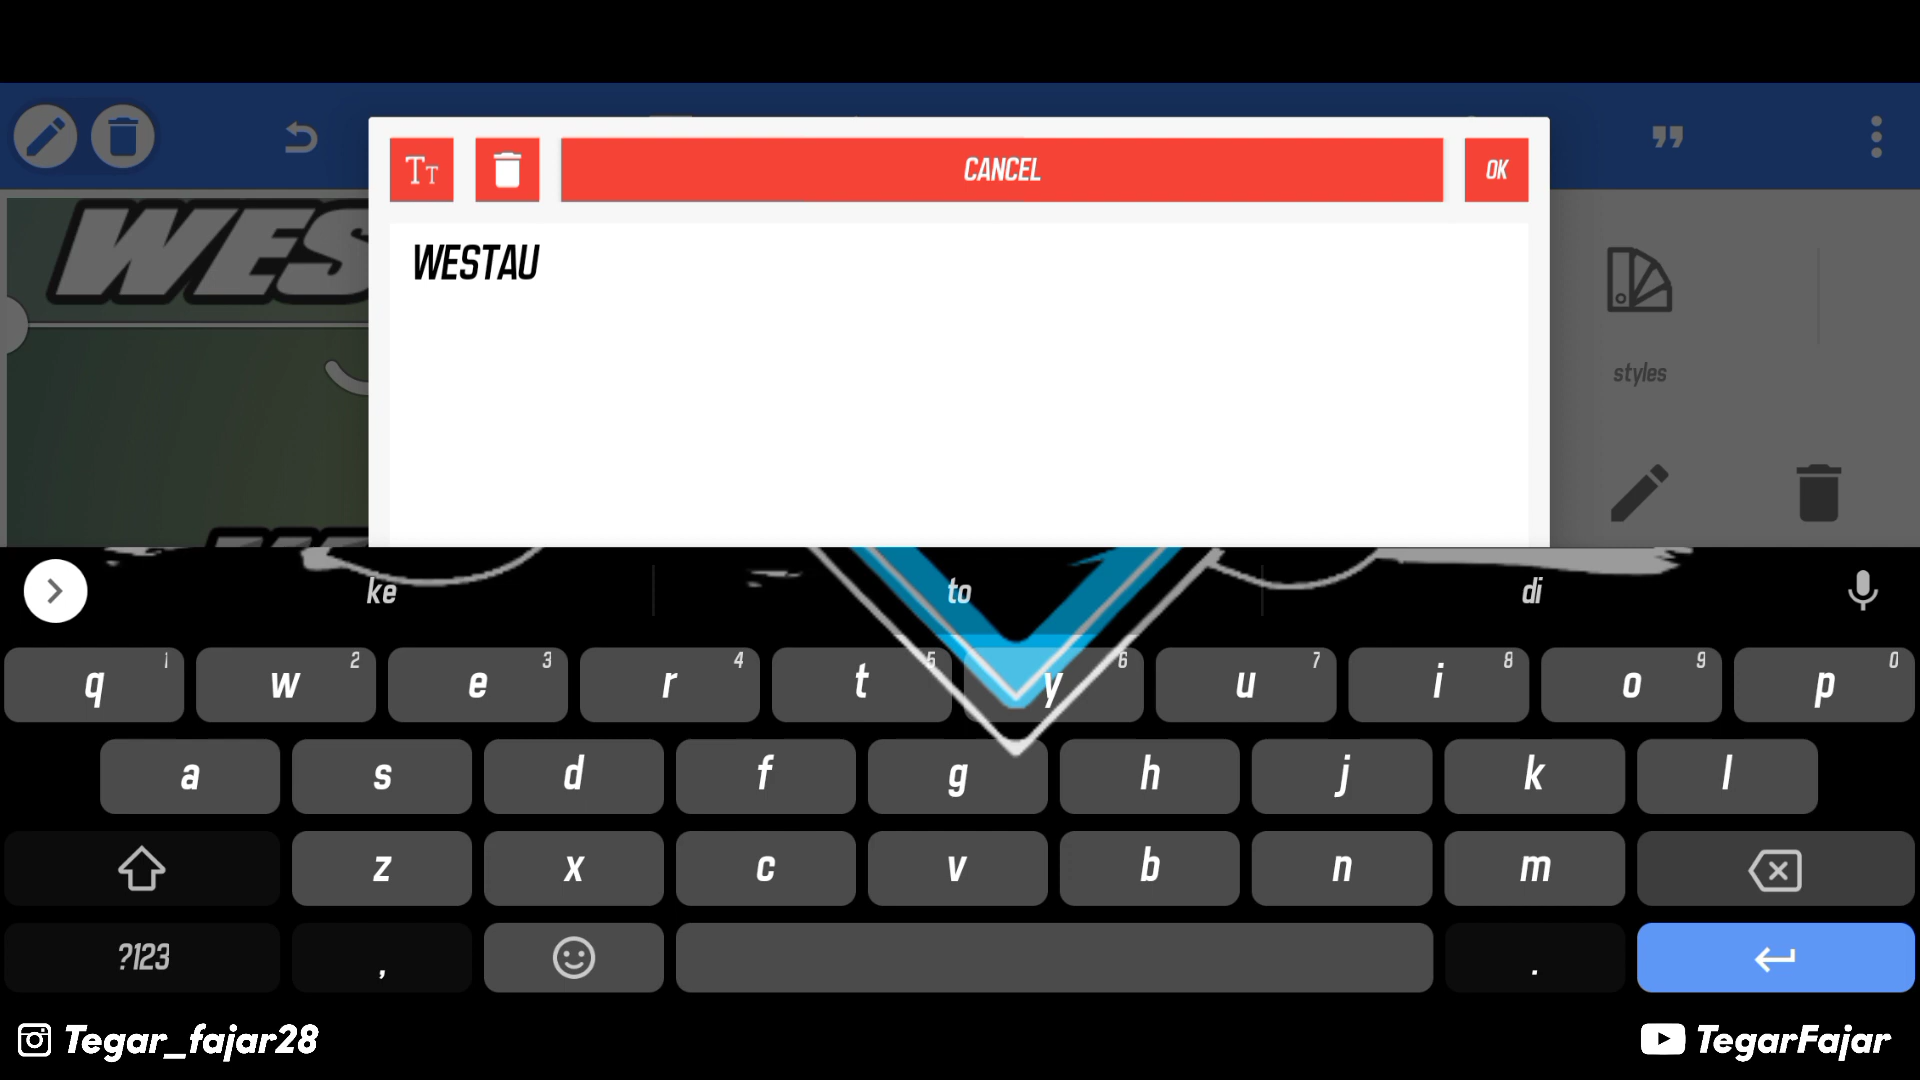 WES
Tт
CANCEL
OK
WESTAU
styles
ke
to
di
q 1 w 2 e 3 r 4 t 5 y 6 u 7 i 8 o 9 p 0
a s d f g h j k l
z x c v b n m
?123 , .
Tegar_fajar28
TegarFajar